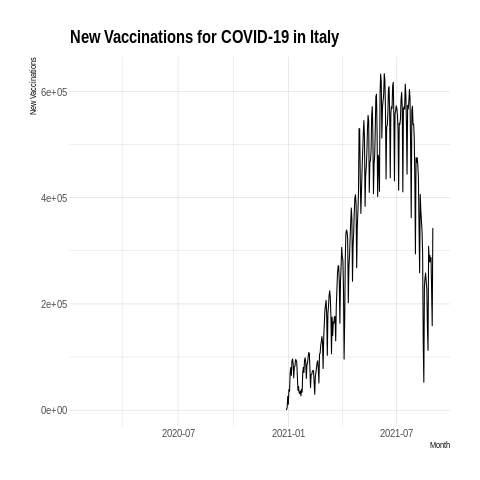 New Vaccinations for COVID-19 in Italy
New Vaccinations
6e+05
4e+05
2e+05
0e+00
2020-07 2021-01 2021-07
Month